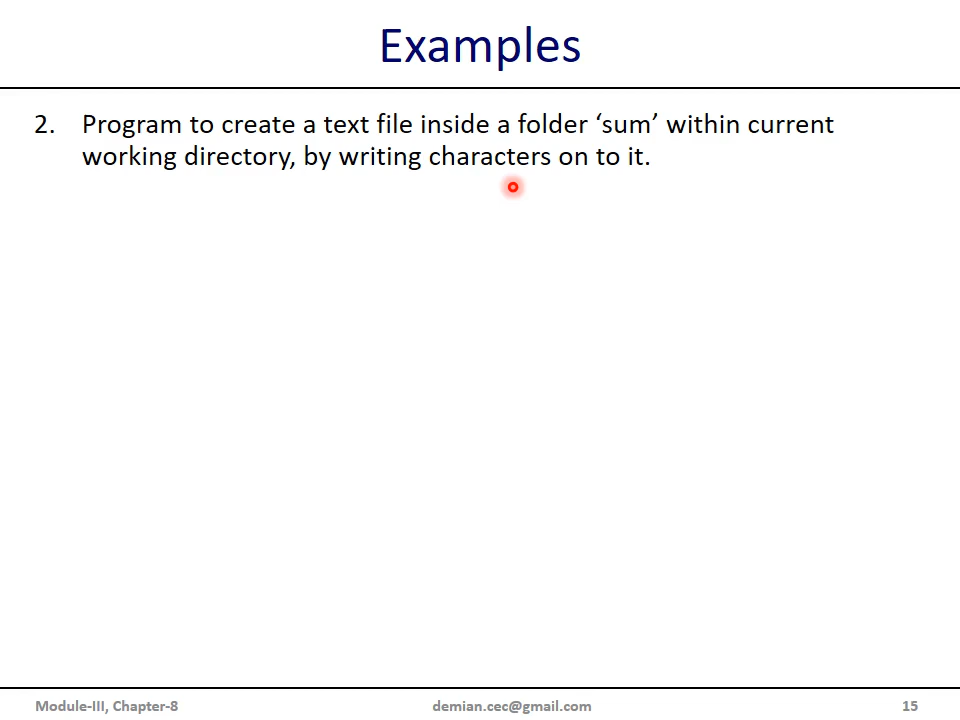 Examples
2. Program to create a text file inside a folder ‘sum’ within current
working directory, by writing characters on to it.
Module-III, Chapter-8 demian.cec@gmail.com 15